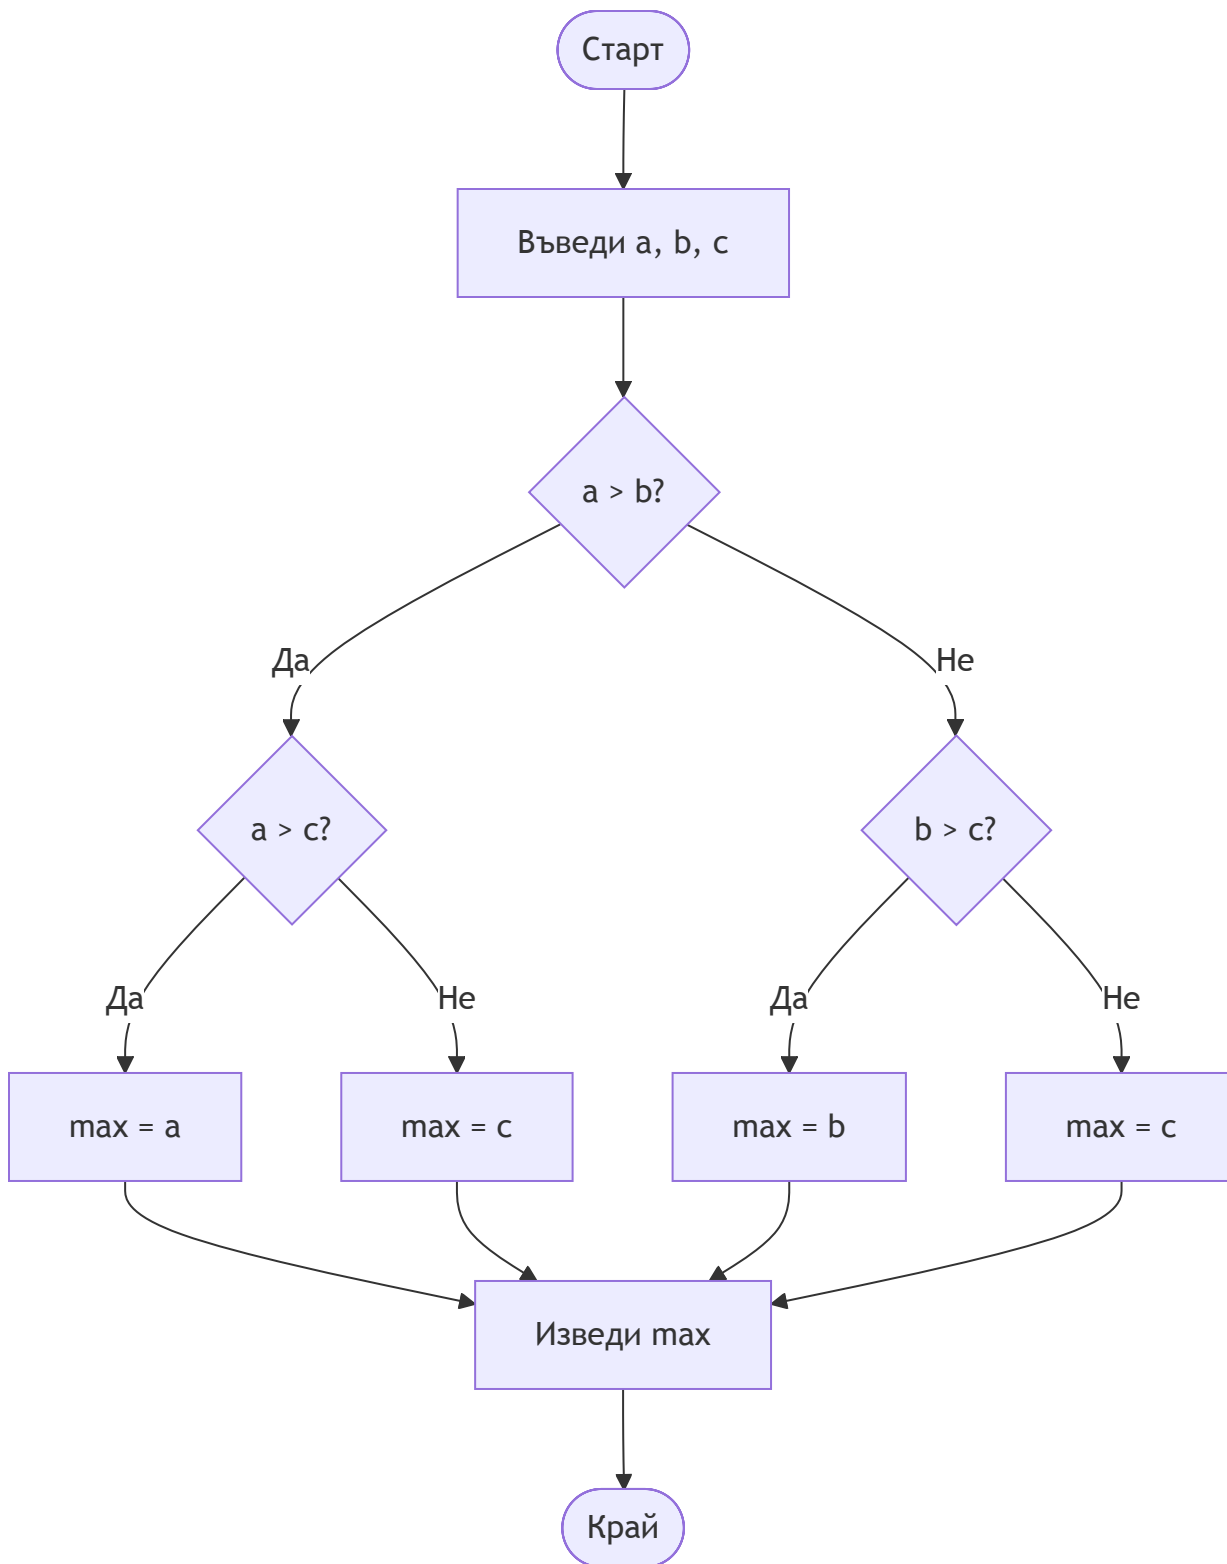 Старт
Въведи a, b, c
a > b?
Да
Не
a > c?
b > c?
Да
Не
Да
Не
max = a
max = c
max = b
max = c
Изведи max
Край